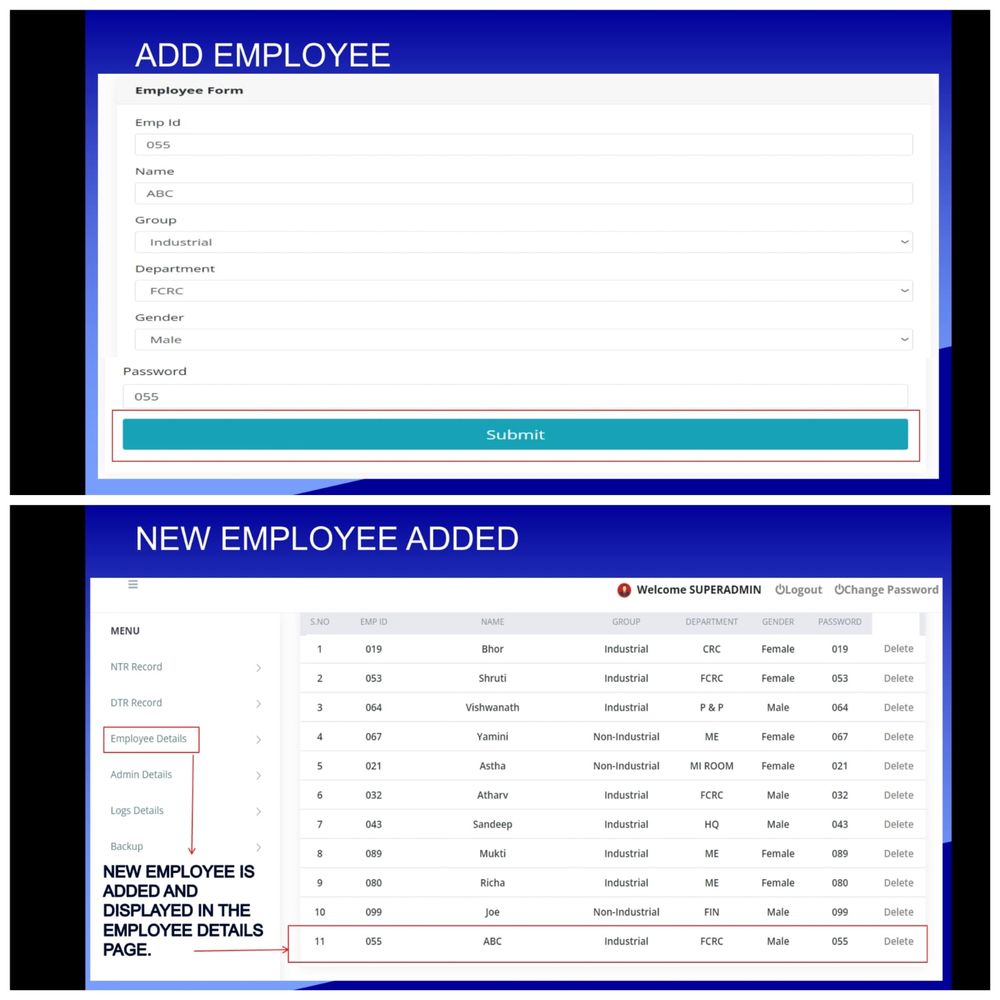 ADD EMPLOYEE
Employee Form
Emp Id
055
Name
ABC
Group
Industrial
Department
FCRC
Gender
Male
Password
055
Submit
NEW EMPLOYEE ADDED
Welcome SUPERADMIN Logout Change Password
MENU
NTR Record
DTR Record
Employee Details
Admin Details
Logs Details
Backup
NEW EMPLOYEE IS
ADDED AND
DISPLAYED IN THE
EMPLOYEE DETAILS
PAGE.
S.NO EMP ID NAME GROUP DEPARTMENT GENDER PASSWORD
1 019 Bhor Industrial CRC Female 019 Delete
2 053 Shruti Industrial FCRC Female 053 Delete
3 064 Vishwanath Industrial P & P Male 064 Delete
4 067 Yamini Non-Industrial ME Female 067 Delete
5 021 Astha Non-Industrial MI ROOM Female 021 Delete
6 032 Atharv Industrial FCRC Male 032 Delete
7 043 Sandeep Industrial HQ Male 043 Delete
8 089 Mukti Industrial ME Female 089 Delete
9 080 Richa Industrial ME Female 080 Delete
10 099 Joe Non-Industrial FIN Male 099 Delete
11 055 ABC Industrial FCRC Male 055 Delete